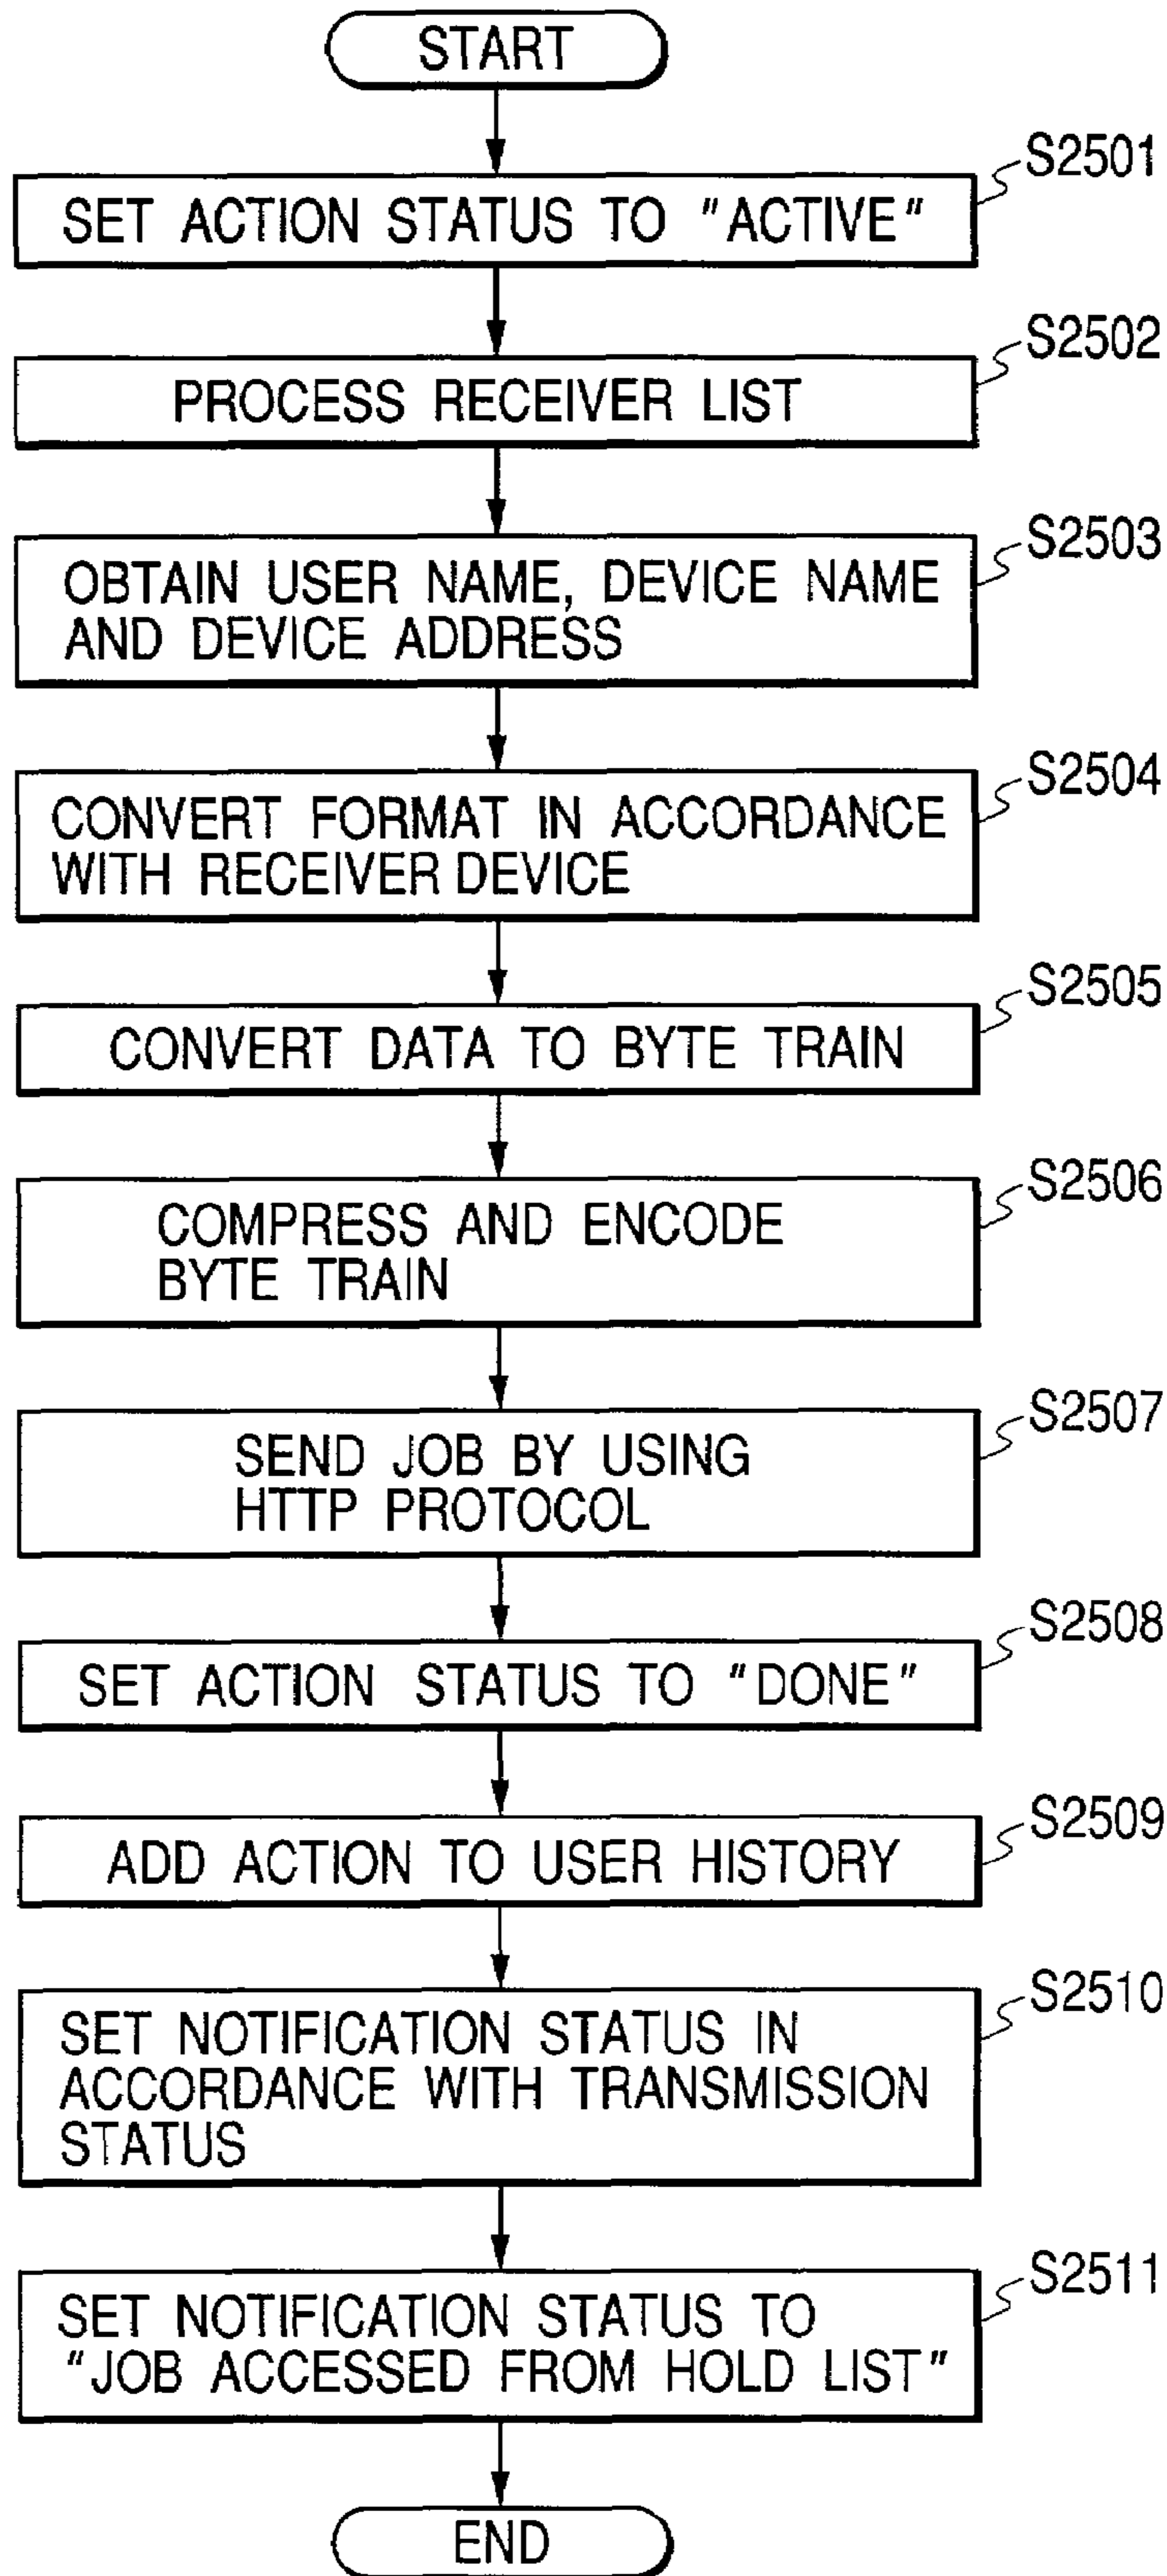 START
S2501
SET ACTION STATUS TO "ACTIVE"
S2502
PROCESS RECEIVER LIST
S2503
OBTAIN USER NAME, DEVICE NAME
AND DEVICE ADDRESS
S2504
CONVERT FORMAT IN ACCORDANCE
WITH RECEIVER DEVICE
S2505
CONVERT DATA TO BYTE TRAIN
S2506
COMPRESS AND ENCODE
BYTE TRAIN
S2507
SEND JOB BY USING
HTTP PROTOCOL
S2508
SET ACTION STATUS TO "DONE"
S2509
ADD ACTION TO USER HISTORY
S2510
SET NOTIFICATION STATUS IN
ACCORDANCE WITH TRANSMISSION
STATUS
S2511
SET NOTIFICATION STATUS TO
"JOB ACCESSED FROM HOLD LIST"
END